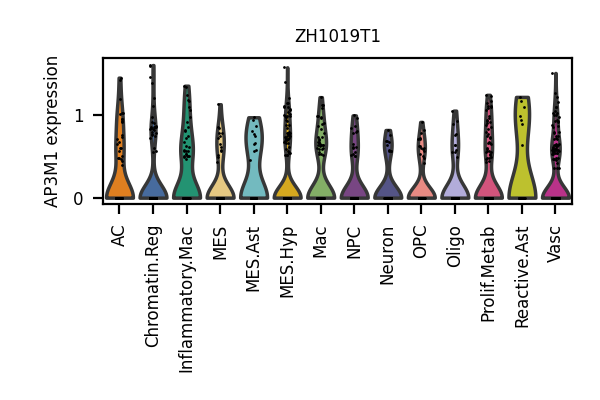 ZH1019T1
AP3M1 expression
1
0
AC
Chromatin.Reg
Inflammatory.Mac
MES
MES.Ast
MES.Hyp
Mac
NPC
Neuron
OPC
Oligo
Prolif.Metab
Reactive.Ast
Vasc